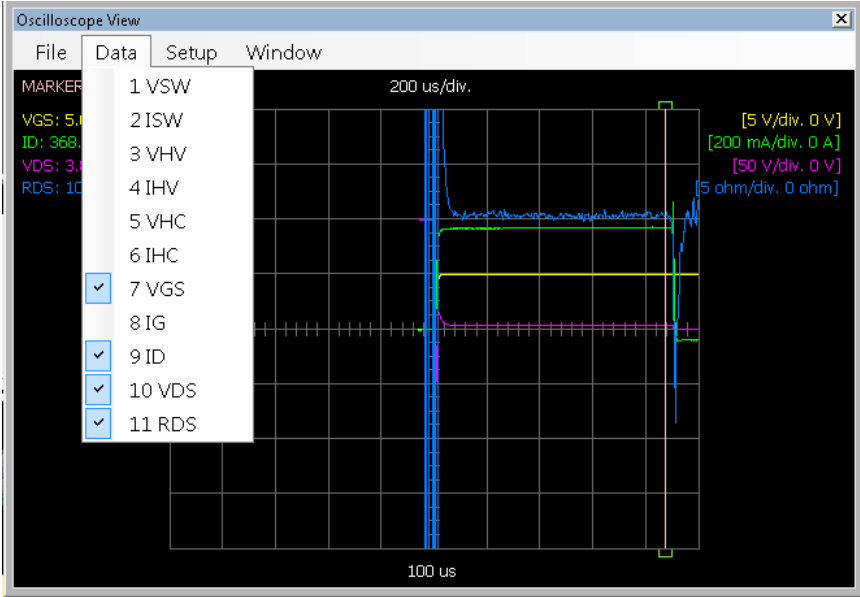 Oscilloscope View
File Data Setup Window
MARKER 200 us/div.
1 VSW
2 ISW
3 VHV
4 IHV
5 VHC
6 IHC
7 VGS
8 IG
9 ID
10 VDS
11 RDS
VGS: 5. [5 V/div. 0 V]
ID: 368. [200 mA/div. 0 A]
VDS: 3. [50 V/div. 0 V]
RDS: 10 [5 ohm/div. 0 ohm]
100 us